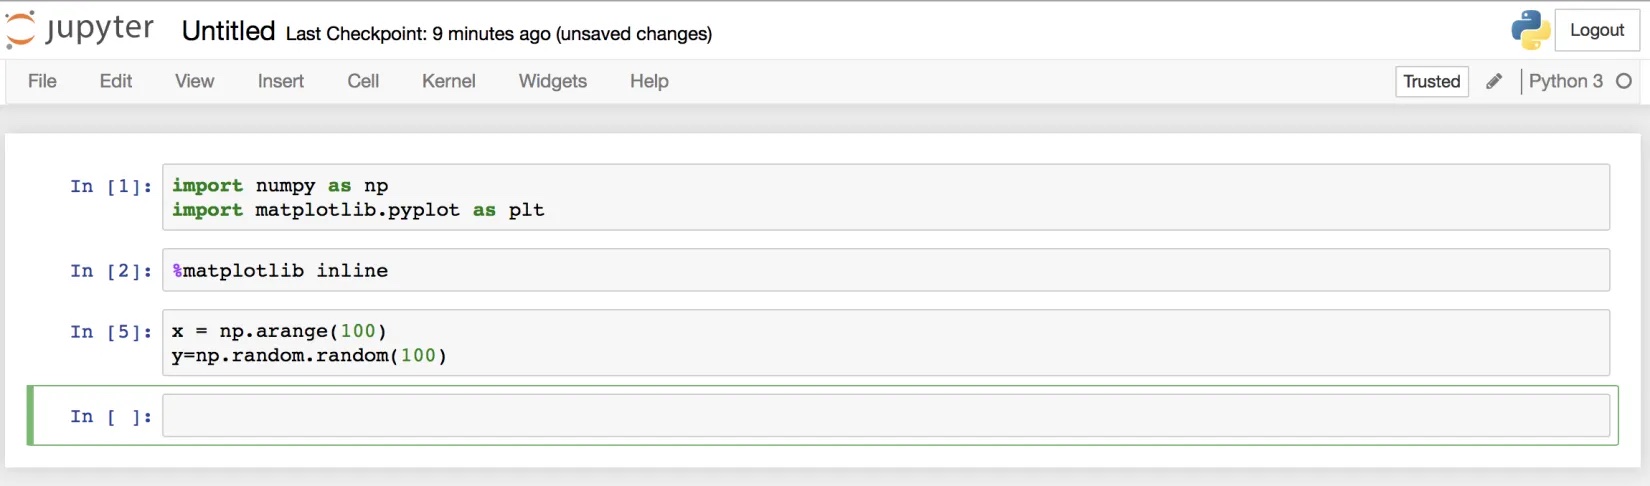 jupyter Untitled Last Checkpoint: 9 minutes ago (unsaved changes) Logout
File Edit View Insert Cell Kernel Widgets Help Trusted Python 3
In [1]: import numpy as np
import matplotlib.pyplot as plt
In [2]: %matplotlib inline
In [5]: x = np.arange(100)
y=np.random.random(100)
In [ ]: